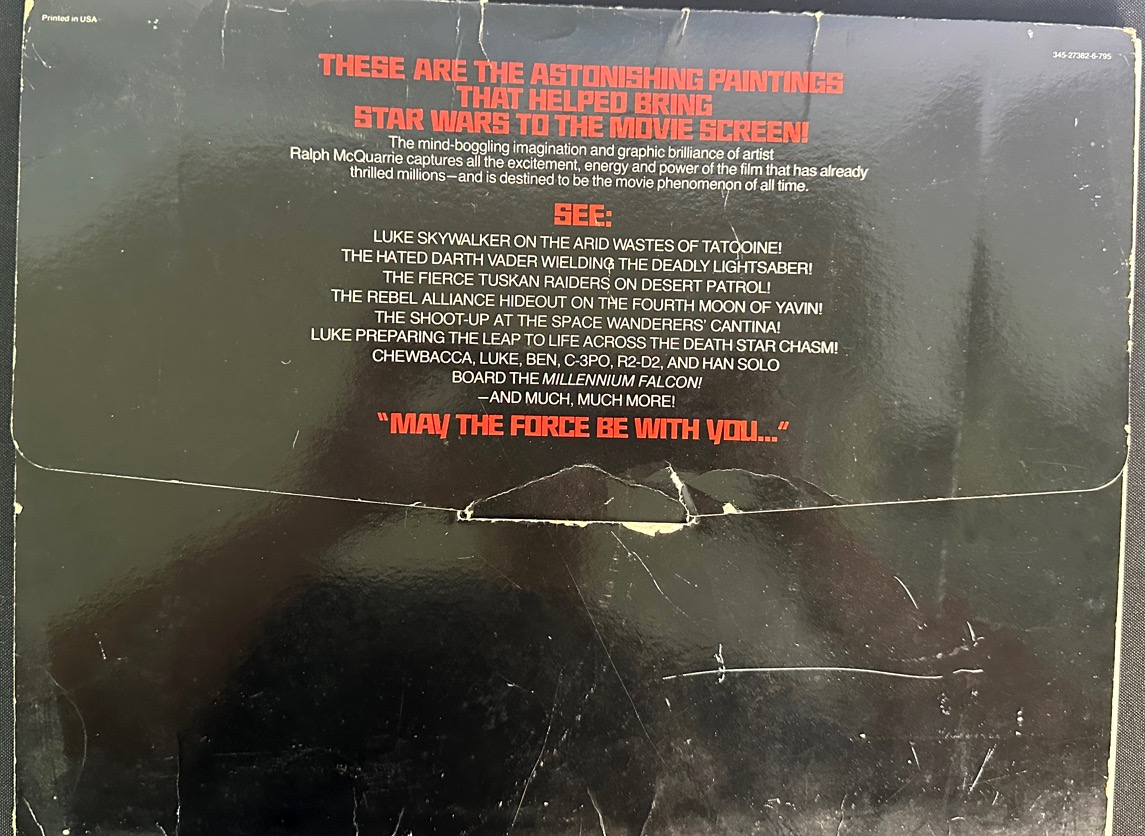 Printed in USA
345-27382-6-795
THESE ARE THE ASTONISHING PAINTINGS
THAT HELPED BRING
STAR WARS TO THE MOVIE SCREEN!
The mind-boggling imagination and graphic brilliance of artist
Ralph McQuarrie captures all the excitement, energy and power of the film that has already
thrilled millions—and is destined to be the movie phenomenon of all time.
SEE:
LUKE SKYWALKER ON THE ARID WASTES OF TATOOINE!
THE HATED DARTH VADER WIELDING THE DEADLY LIGHTSABER!
THE FIERCE TUSKAN RAIDERS ON DESERT PATROL!
THE REBEL ALLIANCE HIDEOUT ON THE FOURTH MOON OF YAVIN!
THE SHOOT-UP AT THE SPACE WANDERERS' CANTINA!
LUKE PREPARING THE LEAP TO LIFE ACROSS THE DEATH STAR CHASM!
CHEWBACCA, LUKE, BEN, C-3PO, R2-D2, AND HAN SOLO
BOARD THE MILLENNIUM FALCON!
—AND MUCH, MUCH MORE!
"MAY THE FORCE BE WITH YOU..."